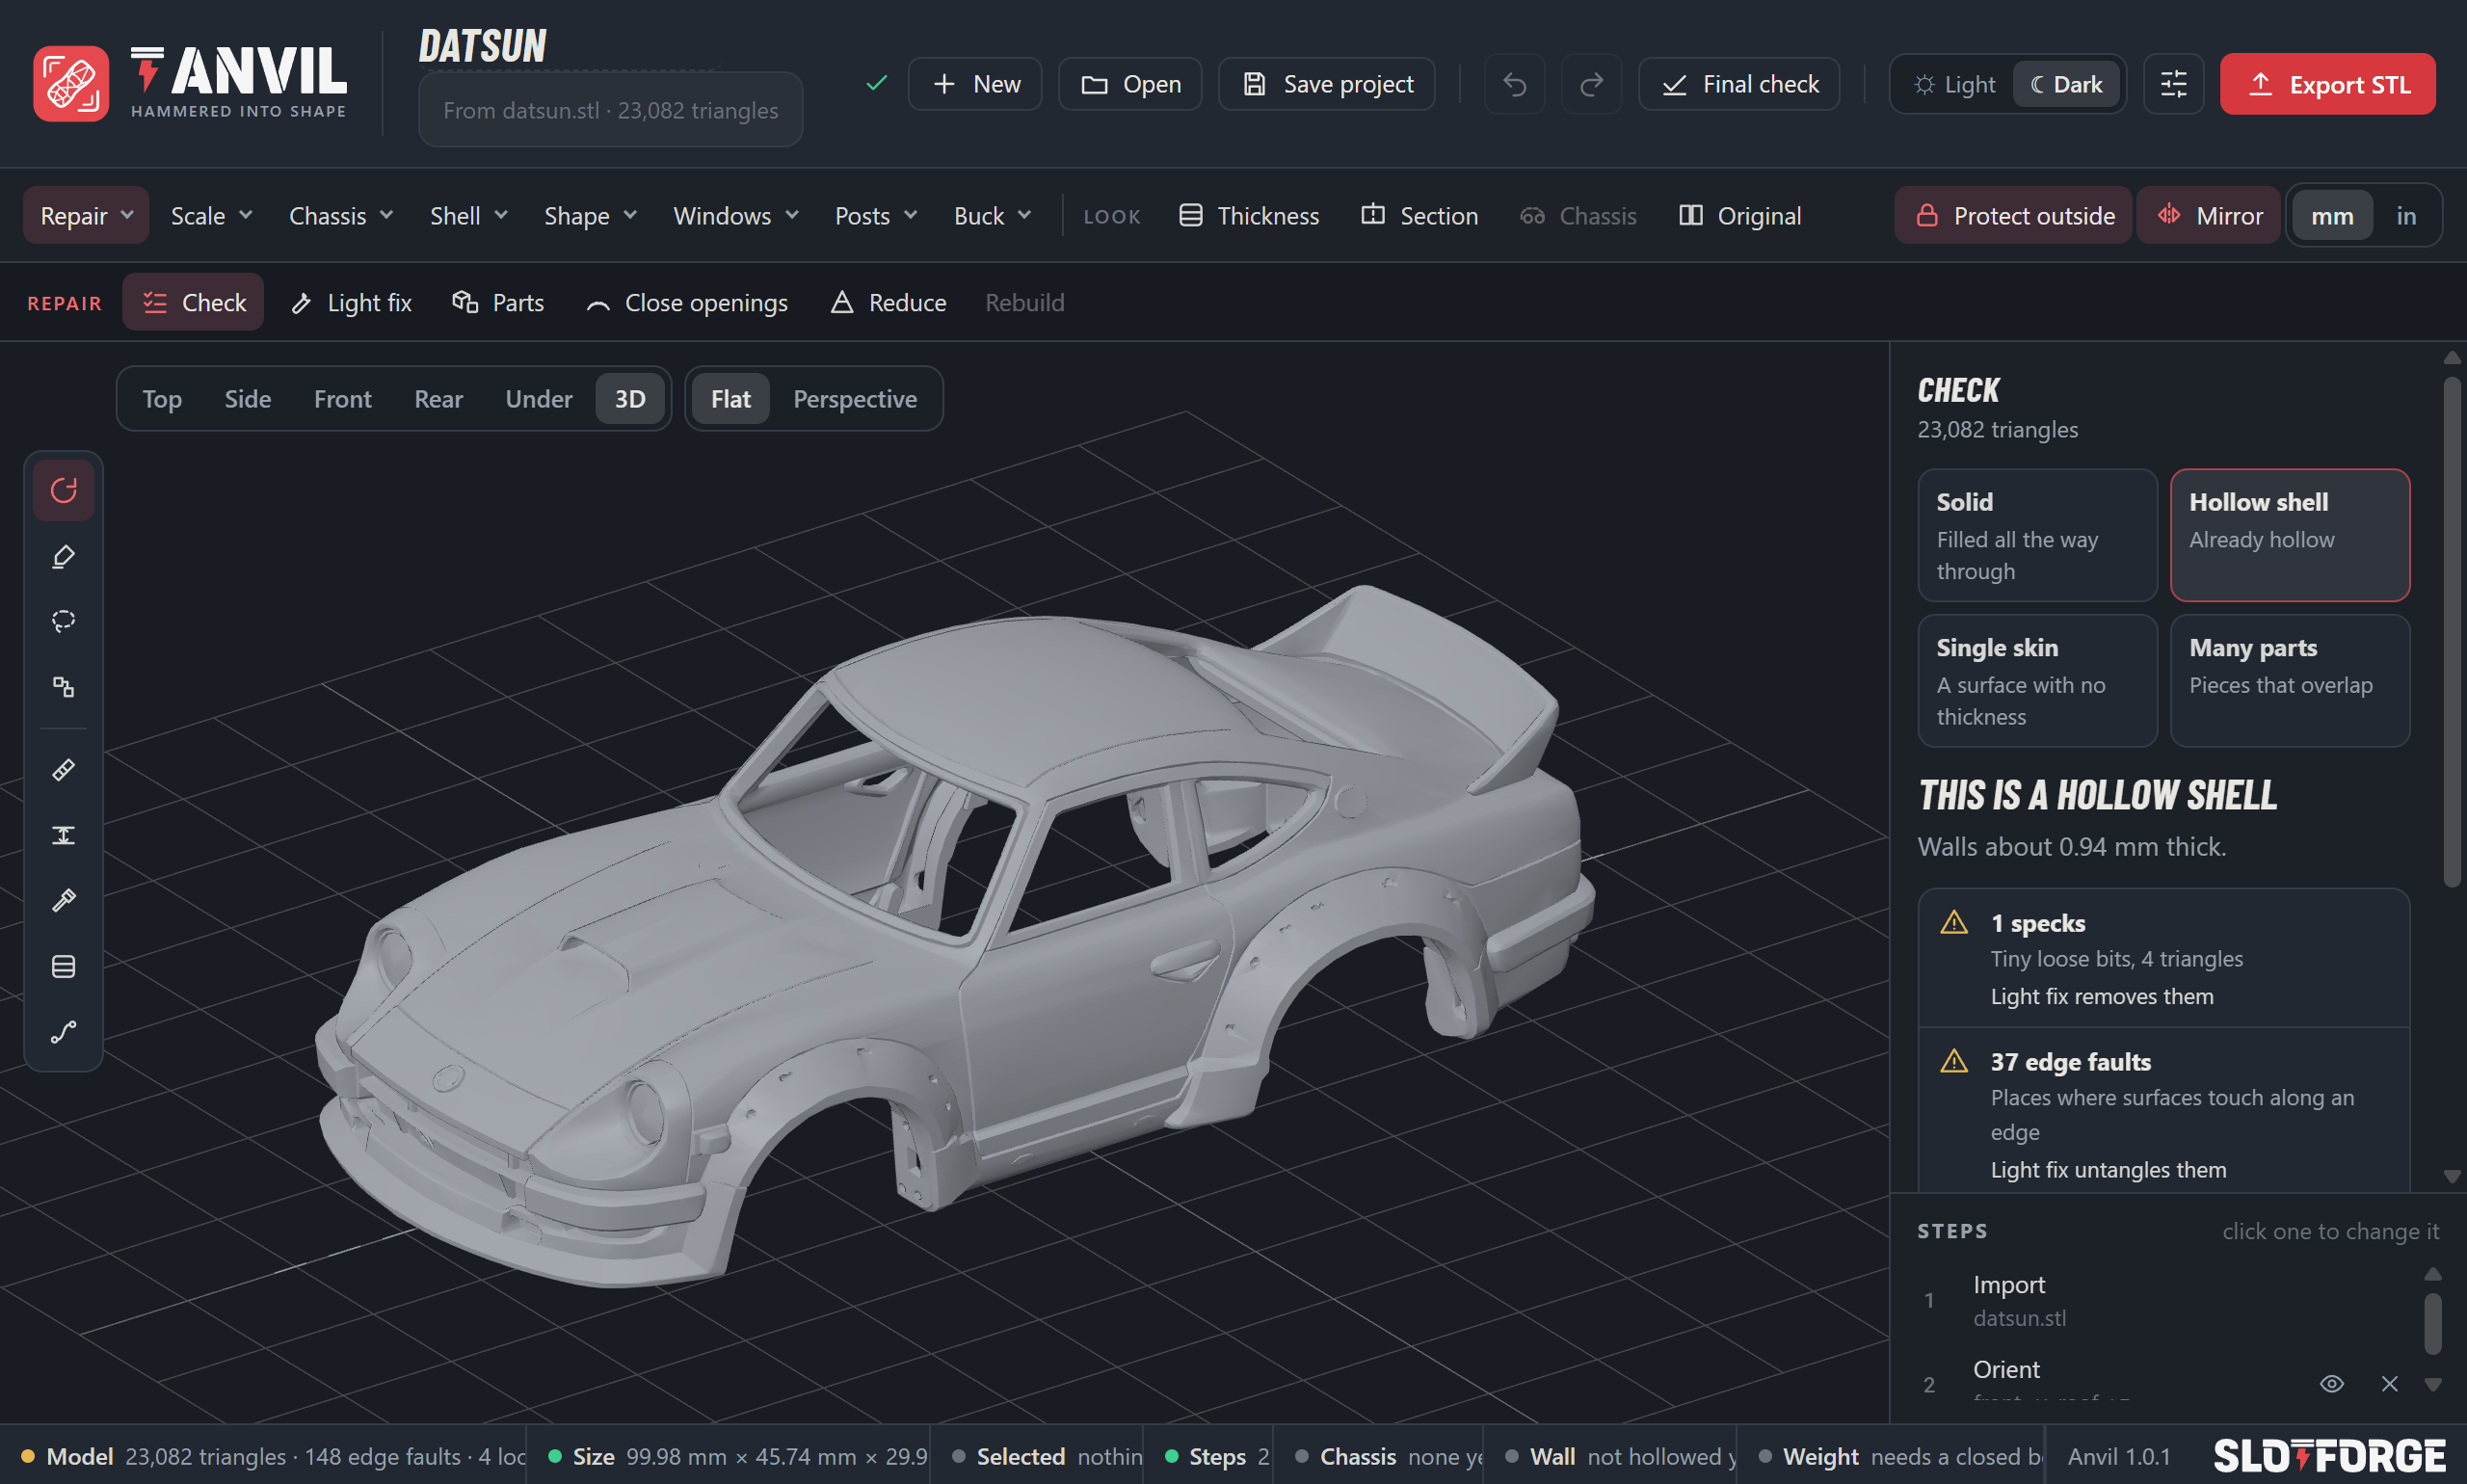 ANVIL
HAMMERED INTO SHAPE
DATSUN
From datsun.stl · 23,082 triangles
New
Open
Save project
Final check
Light
Dark
Export STL
Repair
Scale
Chassis
Shell
Shape
Windows
Posts
Buck
LOOK
Thickness
Section
Chassis
Original
Protect outside
Mirror
mm
in
REPAIR
Check
Light fix
Parts
Close openings
Reduce
Rebuild
Top
Side
Front
Rear
Under
3D
Flat
Perspective
CHECK
23,082 triangles
Solid
Filled all the way
through
Hollow shell
Already hollow
Single skin
A surface with no
thickness
Many parts
Pieces that overlap
THIS IS A HOLLOW SHELL
Walls about 0.94 mm thick.
1 specks
Tiny loose bits, 4 triangles
Light fix removes them
37 edge faults
Places where surfaces touch along an
edge
Light fix untangles them
STEPS
click one to change it
1
Import
datsun.stl
2
Orient
Model 23,082 triangles · 148 edge faults · 4 loo
Size 99.98 mm × 45.74 mm × 29.9
Selected nothin
Steps 2
Chassis none ye
Wall not hollowed y
Weight needs a closed b
Anvil 1.0.1
SLOTFORGE